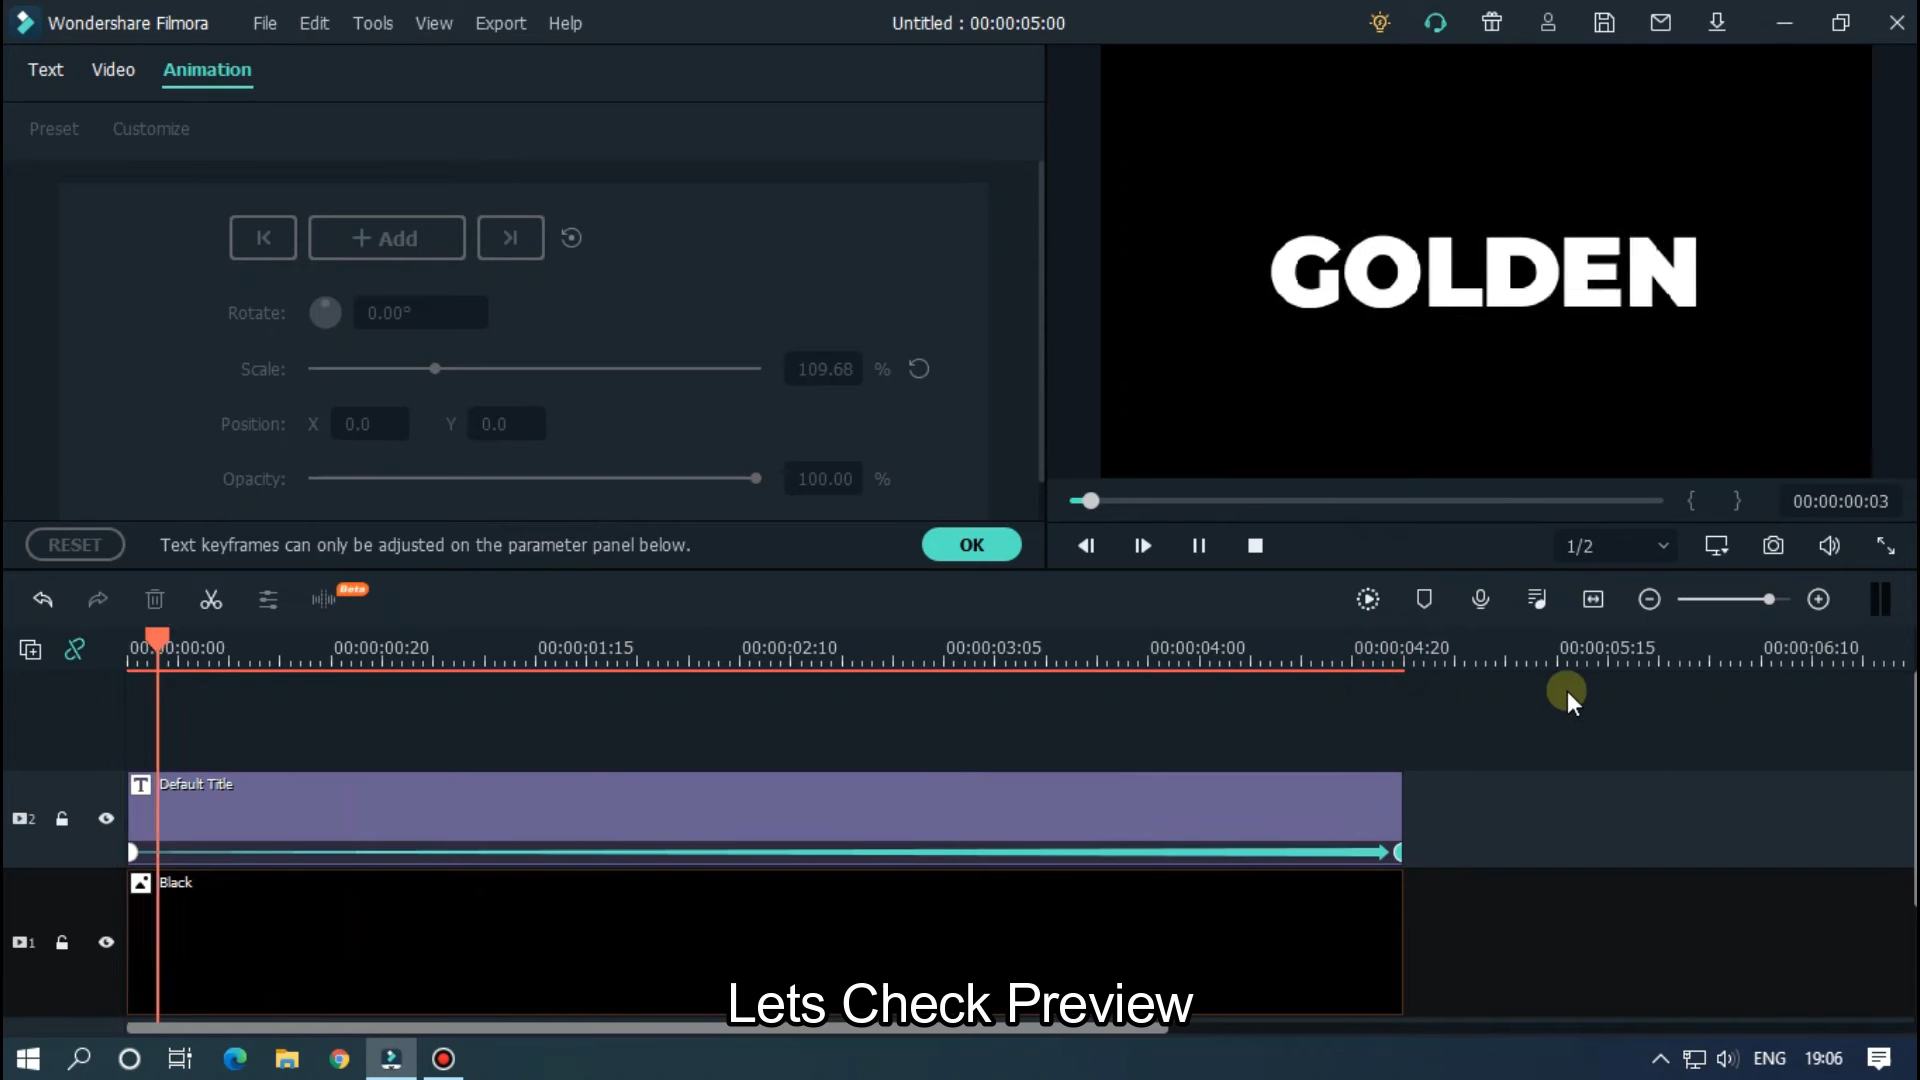 Wondershare Filmora File Edit Tools View Export Help Untitled : 00:00:05:00
Text Video Animation
Preset Customize
Add
Rotate: 0.00°
Scale: 109.68 %
Position: X 0.0 Y 0.0
Opacity: 100.00 %
GOLDEN
{ } 00:00:00:03
RESET Text keyframes can only be adjusted on the parameter panel below. OK
1/2
Beta
00:00:00:00 00:00:00:20 00:00:01:15 00:00:02:10 00:00:03:05 00:00:04:00 00:00:04:20 00:00:05:15 00:00:06:10
T Default Title
2
Black
1
Lets Check Preview
ENG 19:06